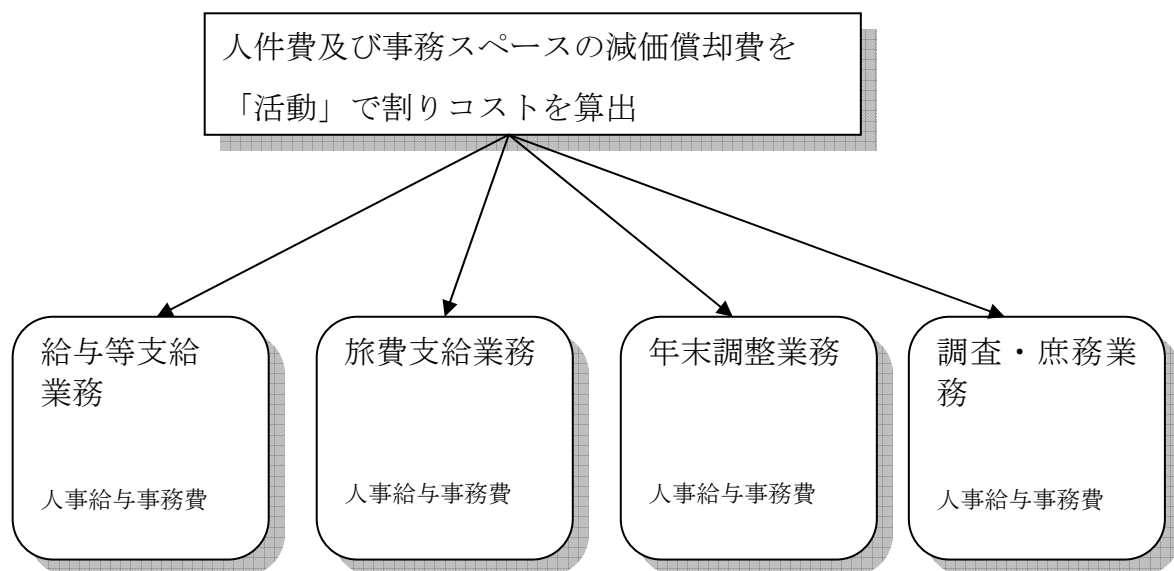 人件費及び事務スペースの減価償却費を
「活動」で割りコストを算出
給与等支給
業務
人事給与事務費
旅費支給業務
人事給与事務費
年末調整業務
人事給与事務費
調査・庶務業
務
人事給与事務費